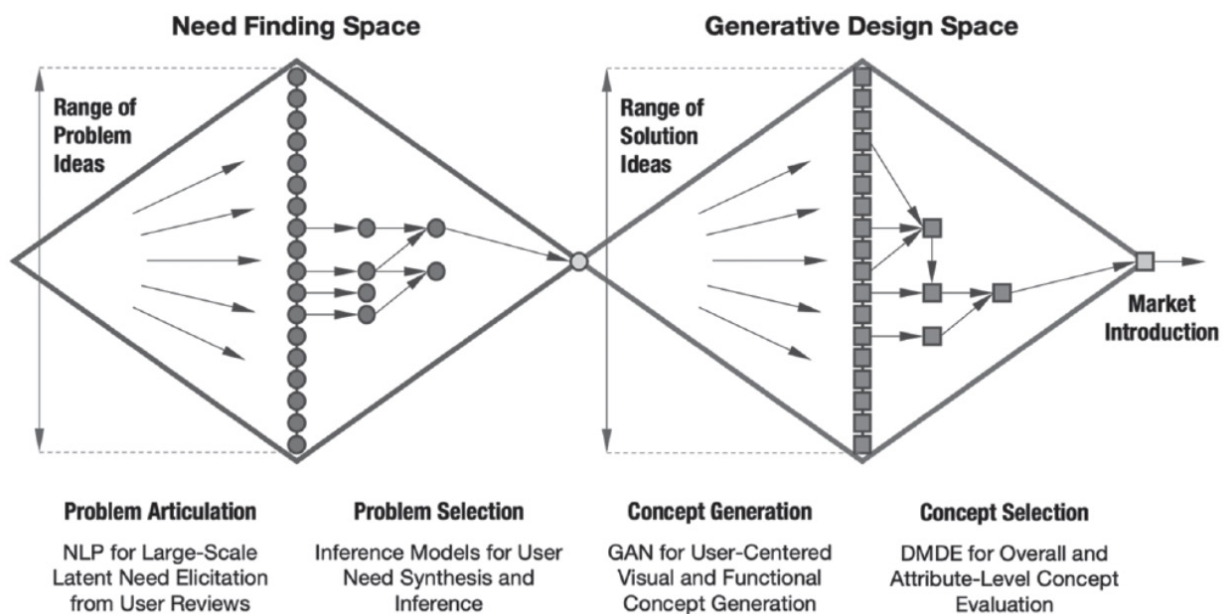 Need Finding Space
Generative Design Space
Range of
Problem
Ideas
Range of
Solution
Ideas
Market
Introduction
Problem Articulation
NLP for Large-Scale
Latent Need Elicitation
from User Reviews
Problem Selection
Inference Models for User
Need Synthesis and
Inference
Concept Generation
GAN for User-Centered
Visual and Functional
Concept Generation
Concept Selection
DMDE for Overall and
Attribute-Level Concept
Evaluation